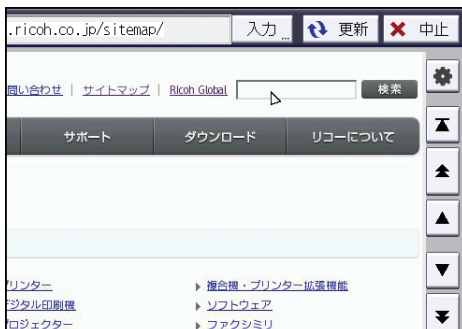 .ricoh.co.jp/sitemap/ 入力... 更新 中止
問い合わせ | サイトマップ | Ricoh Global 検索
サポート ダウンロード リコーについて
プリンター 複合機・プリンター拡張機能
デジタル印刷機 ソフトウェア
プロジェクター ファクシミリ